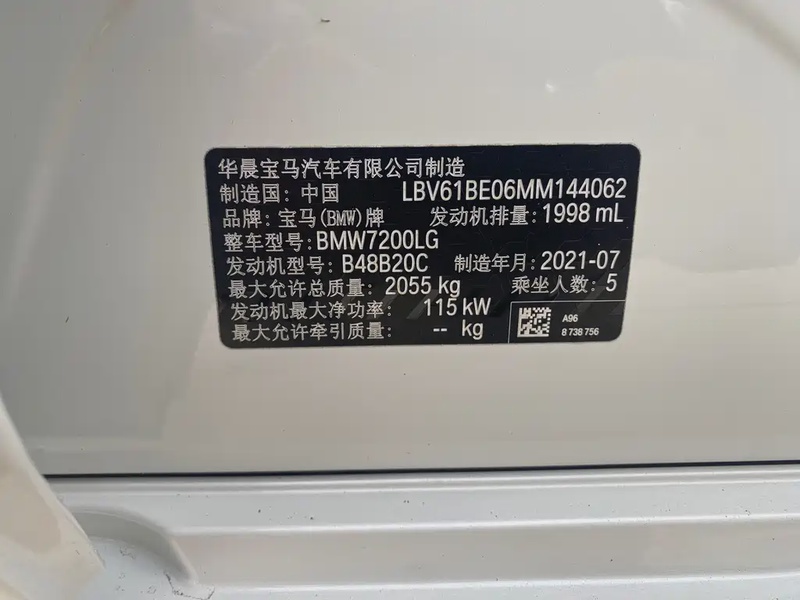 华晨宝马汽车有限公司制造
制造国：中国 LBV61BE06MM144062
品牌：宝马(BMW)牌 发动机排量：1998 mL
整车型号：BMW7200LG
发动机型号：B48B20C 制造年月：2021-07
最大允许总质量：2055 kg 乘坐人数：5
发动机最大净功率：115 kW
最大允许牵引质量：-- kg
A96
8 738 756